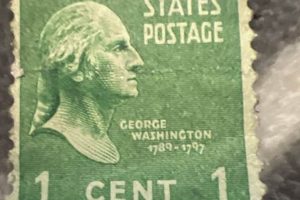 STATES
POSTAGE
GEORGE
WASHINGTON
1789-1797
1 CENT 1